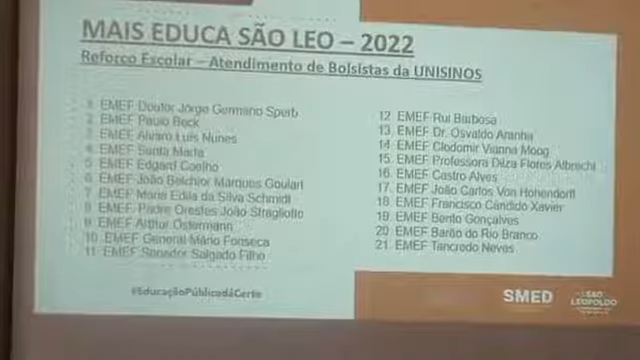 MAIS EDUCA SÃO LEO – 2022
Reforço Escolar – Atendimento de Bolsistas da UNISINOS
1 EMEF Doutor Jorge Germano Sperb
2 EMEF Paulo Beck
3 EMEF Álvaro Luís Nunes
4 EMEF Santa Marta
5 EMEF Edgard Coelho
6 EMEF João Belchior Marques Goulart
7 EMEF Maria Edila da Silva Schmidt
8 EMEF Padre Orestes João Stragliotto
9 EMEF Arthur Ostermann
10 EMEF General Mário Fonseca
11 EMEF Senador Salgado Filho
12 EMEF Rui Barbosa
13 EMEF Dr. Osvaldo Aranha
14 EMEF Clodomir Vianna Moog
15 EMEF Professora Dilza Flores Albrecht
16 EMEF Castro Alves
17 EMEF João Carlos Von Hohendorff
18 EMEF Francisco Cândido Xavier
19 EMEF Bento Gonçalves
20 EMEF Barão do Rio Branco
21 EMEF Tancredo Neves
#EducaçãoPúblicadáCerto
SMED
SÃO
LEOPOLDO